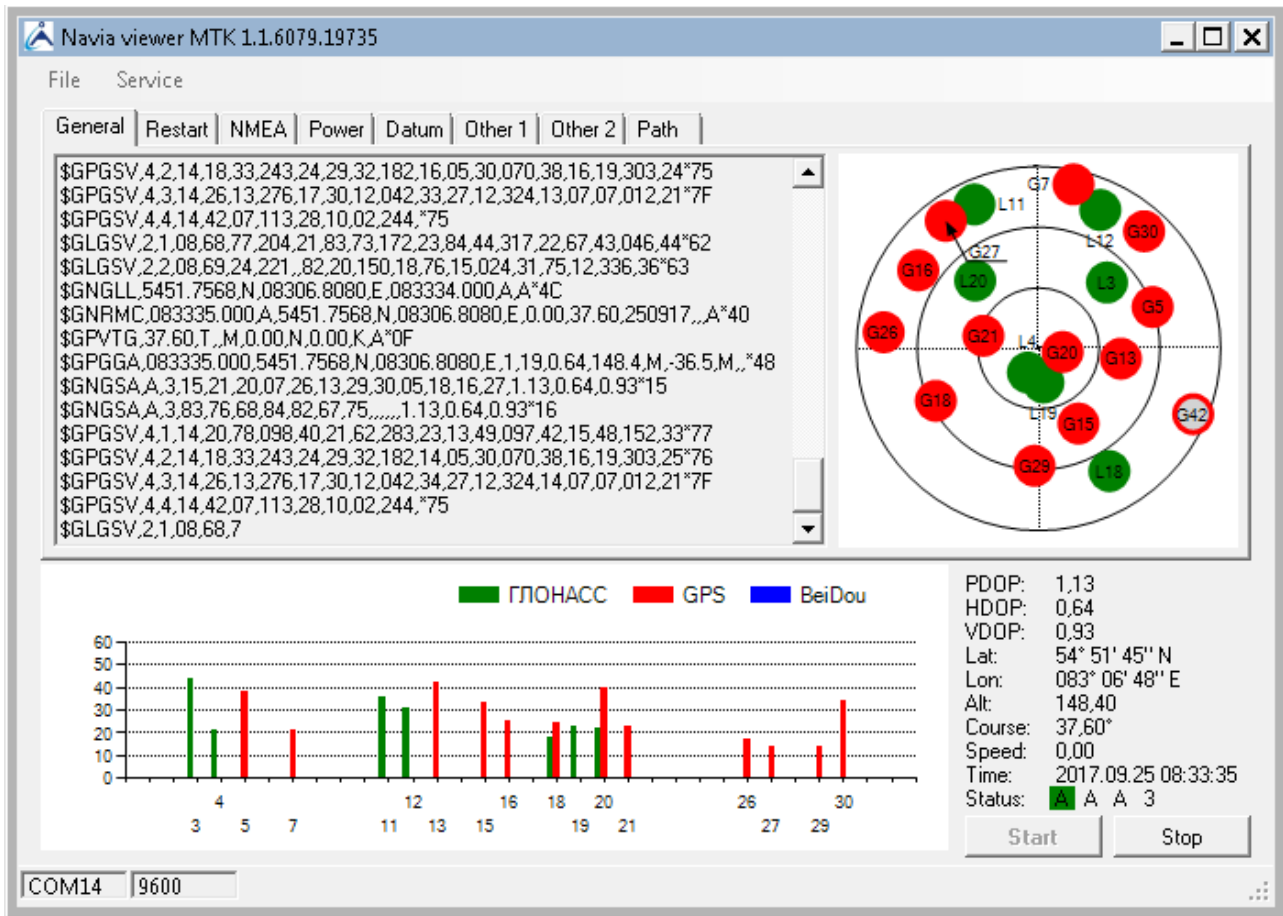 Navia viewer MTK 1.1.6079.19735
File Service
General Restart NMEA Power Datum Other 1 Other 2 Path
$GPGSV,4,2,14,18,33,243,24,29,32,182,16,05,30,070,38,16,19,303,24*75
$GPGSV,4,3,14,26,13,276,17,30,12,042,33,27,12,324,13,07,07,012,21*7F
$GPGSV,4,4,14,42,07,113,28,10,02,244,*75
$GLGSV,2,1,08,68,77,204,21,83,73,172,23,84,44,317,22,67,43,046,44*62
$GLGSV,2,2,08,69,24,221,,82,20,150,18,76,15,024,31,75,12,336,36*63
$GNGLL,5451.7568,N,08306.8080,E,083334.000,A,A*4C
$GNRMC,083335.000,A,5451.7568,N,08306.8080,E,0.00,37.60,250917,,,A*40
$GPVTG,37.60,T,,M,0.00,N,0.00,K,A*0F
$GPGGA,083335.000,5451.7568,N,08306.8080,E,1,19,0.64,148.4,M,-36.5,M,,*48
$GNGSA,A,3,15,21,20,07,26,13,29,30,05,18,16,27,1.13,0.64,0.93*15
$GNGSA,A,3,83,76,68,84,82,67,75,,,,,,1.13,0.64,0.93*16
$GPGSV,4,1,14,20,78,098,40,21,62,283,23,13,49,097,42,15,48,152,33*77
$GPGSV,4,2,14,18,33,243,24,29,32,182,14,05,30,070,38,16,19,303,25*76
$GPGSV,4,3,14,26,13,276,17,30,12,042,34,27,12,324,14,07,07,012,21*7F
$GPGSV,4,4,14,42,07,113,28,10,02,244,*75
$GLGSV,2,1,08,68,7
G7
L11
L12
G30
G27
G16
L20
L3
G5
G26
G21
L4
G20
G13
G18
L19
G15
G42
G29
L18
ГЛОНАСС GPS BeiDou
60
50
40
30
20
10
0
4 12 16 18 20 26 30
3 5 7 11 13 15 19 21 27 29
PDOP: 1,13
HDOP: 0,64
VDOP: 0,93
Lat: 54° 51' 45'' N
Lon: 083° 06' 48'' E
Alt: 148,40
Course: 37,60°
Speed: 0,00
Time: 2017.09.25 08:33:35
Status: A A A 3
Start Stop
COM14 9600